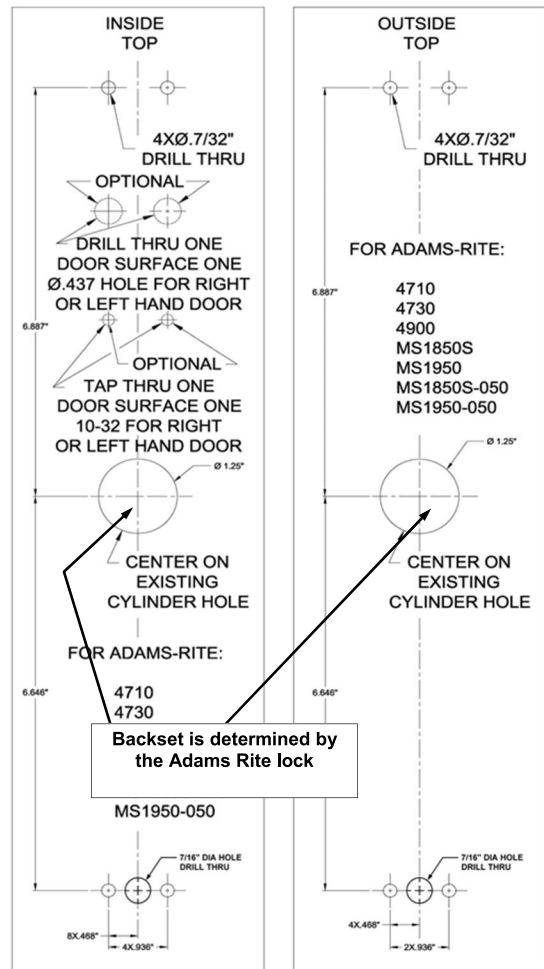 INSIDE
TOP
4XØ.7/32"
DRILL THRU
OPTIONAL
DRILL THRU ONE
DOOR SURFACE ONE
Ø.437 HOLE FOR RIGHT
OR LEFT HAND DOOR
6.887"
OPTIONAL
TAP THRU ONE
DOOR SURFACE ONE
10-32 FOR RIGHT
OR LEFT HAND DOOR
Ø 1.25"
CENTER ON
EXISTING
CYLINDER HOLE
FOR ADAMS-RITE:
6.646"
4710
4730
MS1950-050
7/16" DIA HOLE
DRILL THRU
8X.468"
4X.936"
OUTSIDE
TOP
4XØ.7/32"
DRILL THRU
FOR ADAMS-RITE:
6.887"
4710
4730
4900
MS1850S
MS1950
MS1850S-050
MS1950-050
Ø 1.25"
CENTER ON
EXISTING
CYLINDER HOLE
6.646"
7/16" DIA HOLE
DRILL THRU
4X.468"
2X.936"
Backset is determined by
the Adams Rite lock